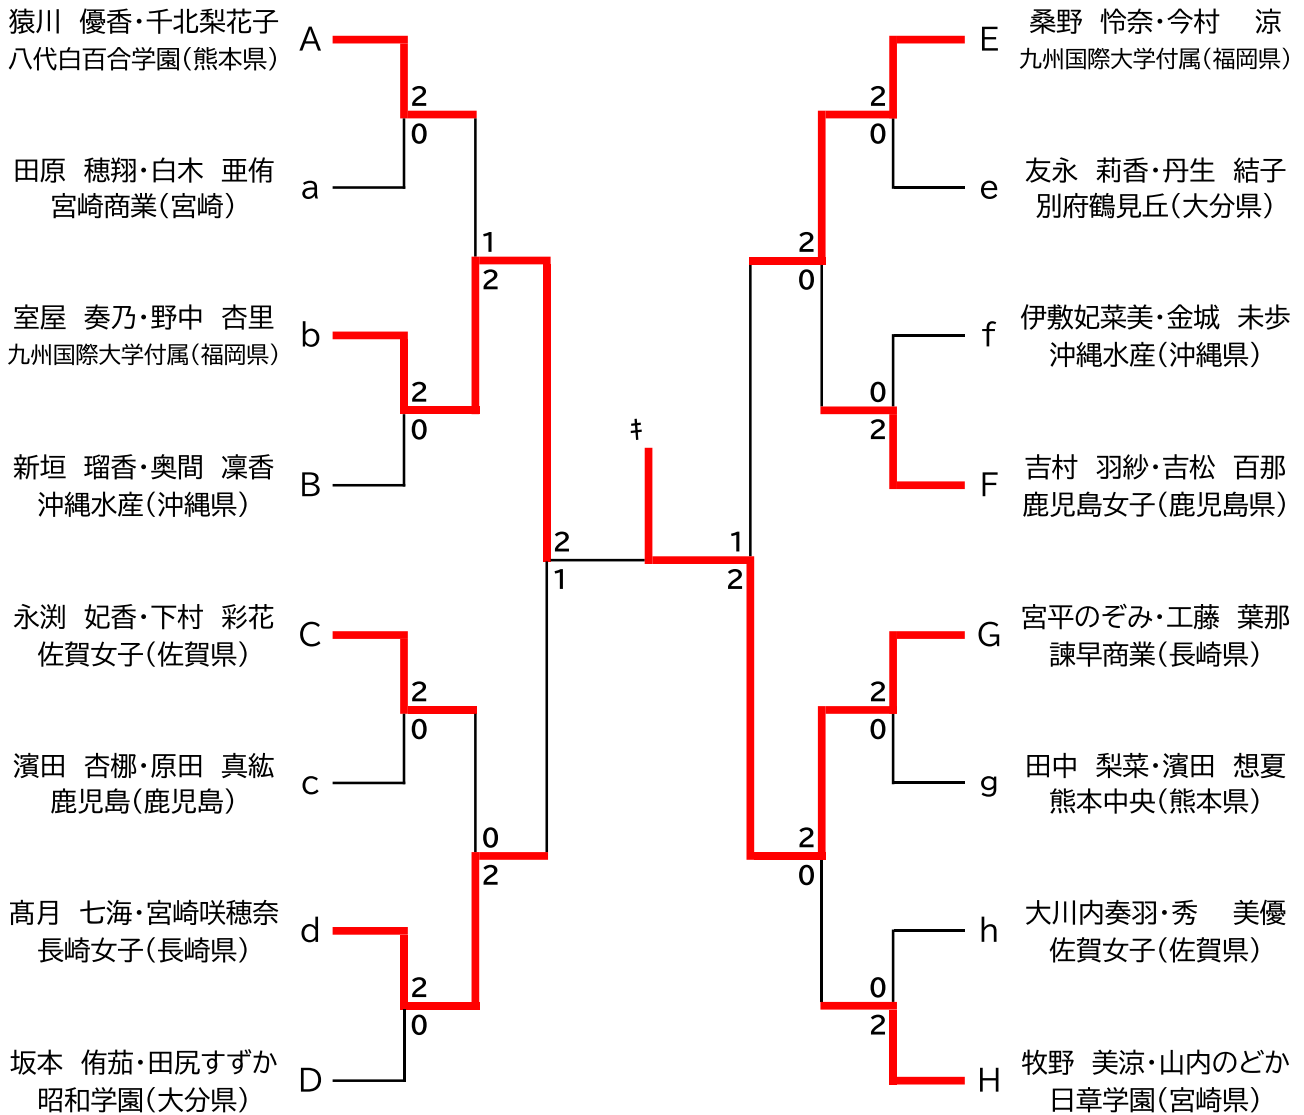 猿川　優香・千北梨花子
八代白百合学園（熊本県）
A
2
0
田原　穂翔・白木　亜侑
宮崎商業（宮崎）
a
1
2
室屋　奏乃・野中　杏里
九州国際大学付属（福岡県）
b
2
0
新垣　瑠香・奥間　凜香
沖縄水産（沖縄県）
B
2
1
永渕　妃香・下村　彩花
佐賀女子（佐賀県）
C
2
0
濱田　杏梛・原田　真紘
鹿児島（鹿児島）
c
0
2
髙月　七海・宮崎咲穂奈
長崎女子（長崎県）
d
2
0
坂本　侑茄・田尻すずか
昭和学園（大分県）
D
キ
E
桑野　怜奈・今村　涼
九州国際大学付属（福岡県）
2
0
e
友永　莉香・丹生　結子
別府鶴見丘（大分県）
2
0
f
伊敷妃菜美・金城　未歩
沖縄水産（沖縄県）
0
2
F
吉村　羽紗・吉松　百那
鹿児島女子（鹿児島県）
1
2
G
宮平のぞみ・工藤　葉那
諫早商業（長崎県）
2
0
g
田中　梨菜・濱田　想夏
熊本中央（熊本県）
2
0
h
大川内奏羽・秀　美優
佐賀女子（佐賀県）
0
2
H
牧野　美涼・山内のどか
日章学園（宮崎県）